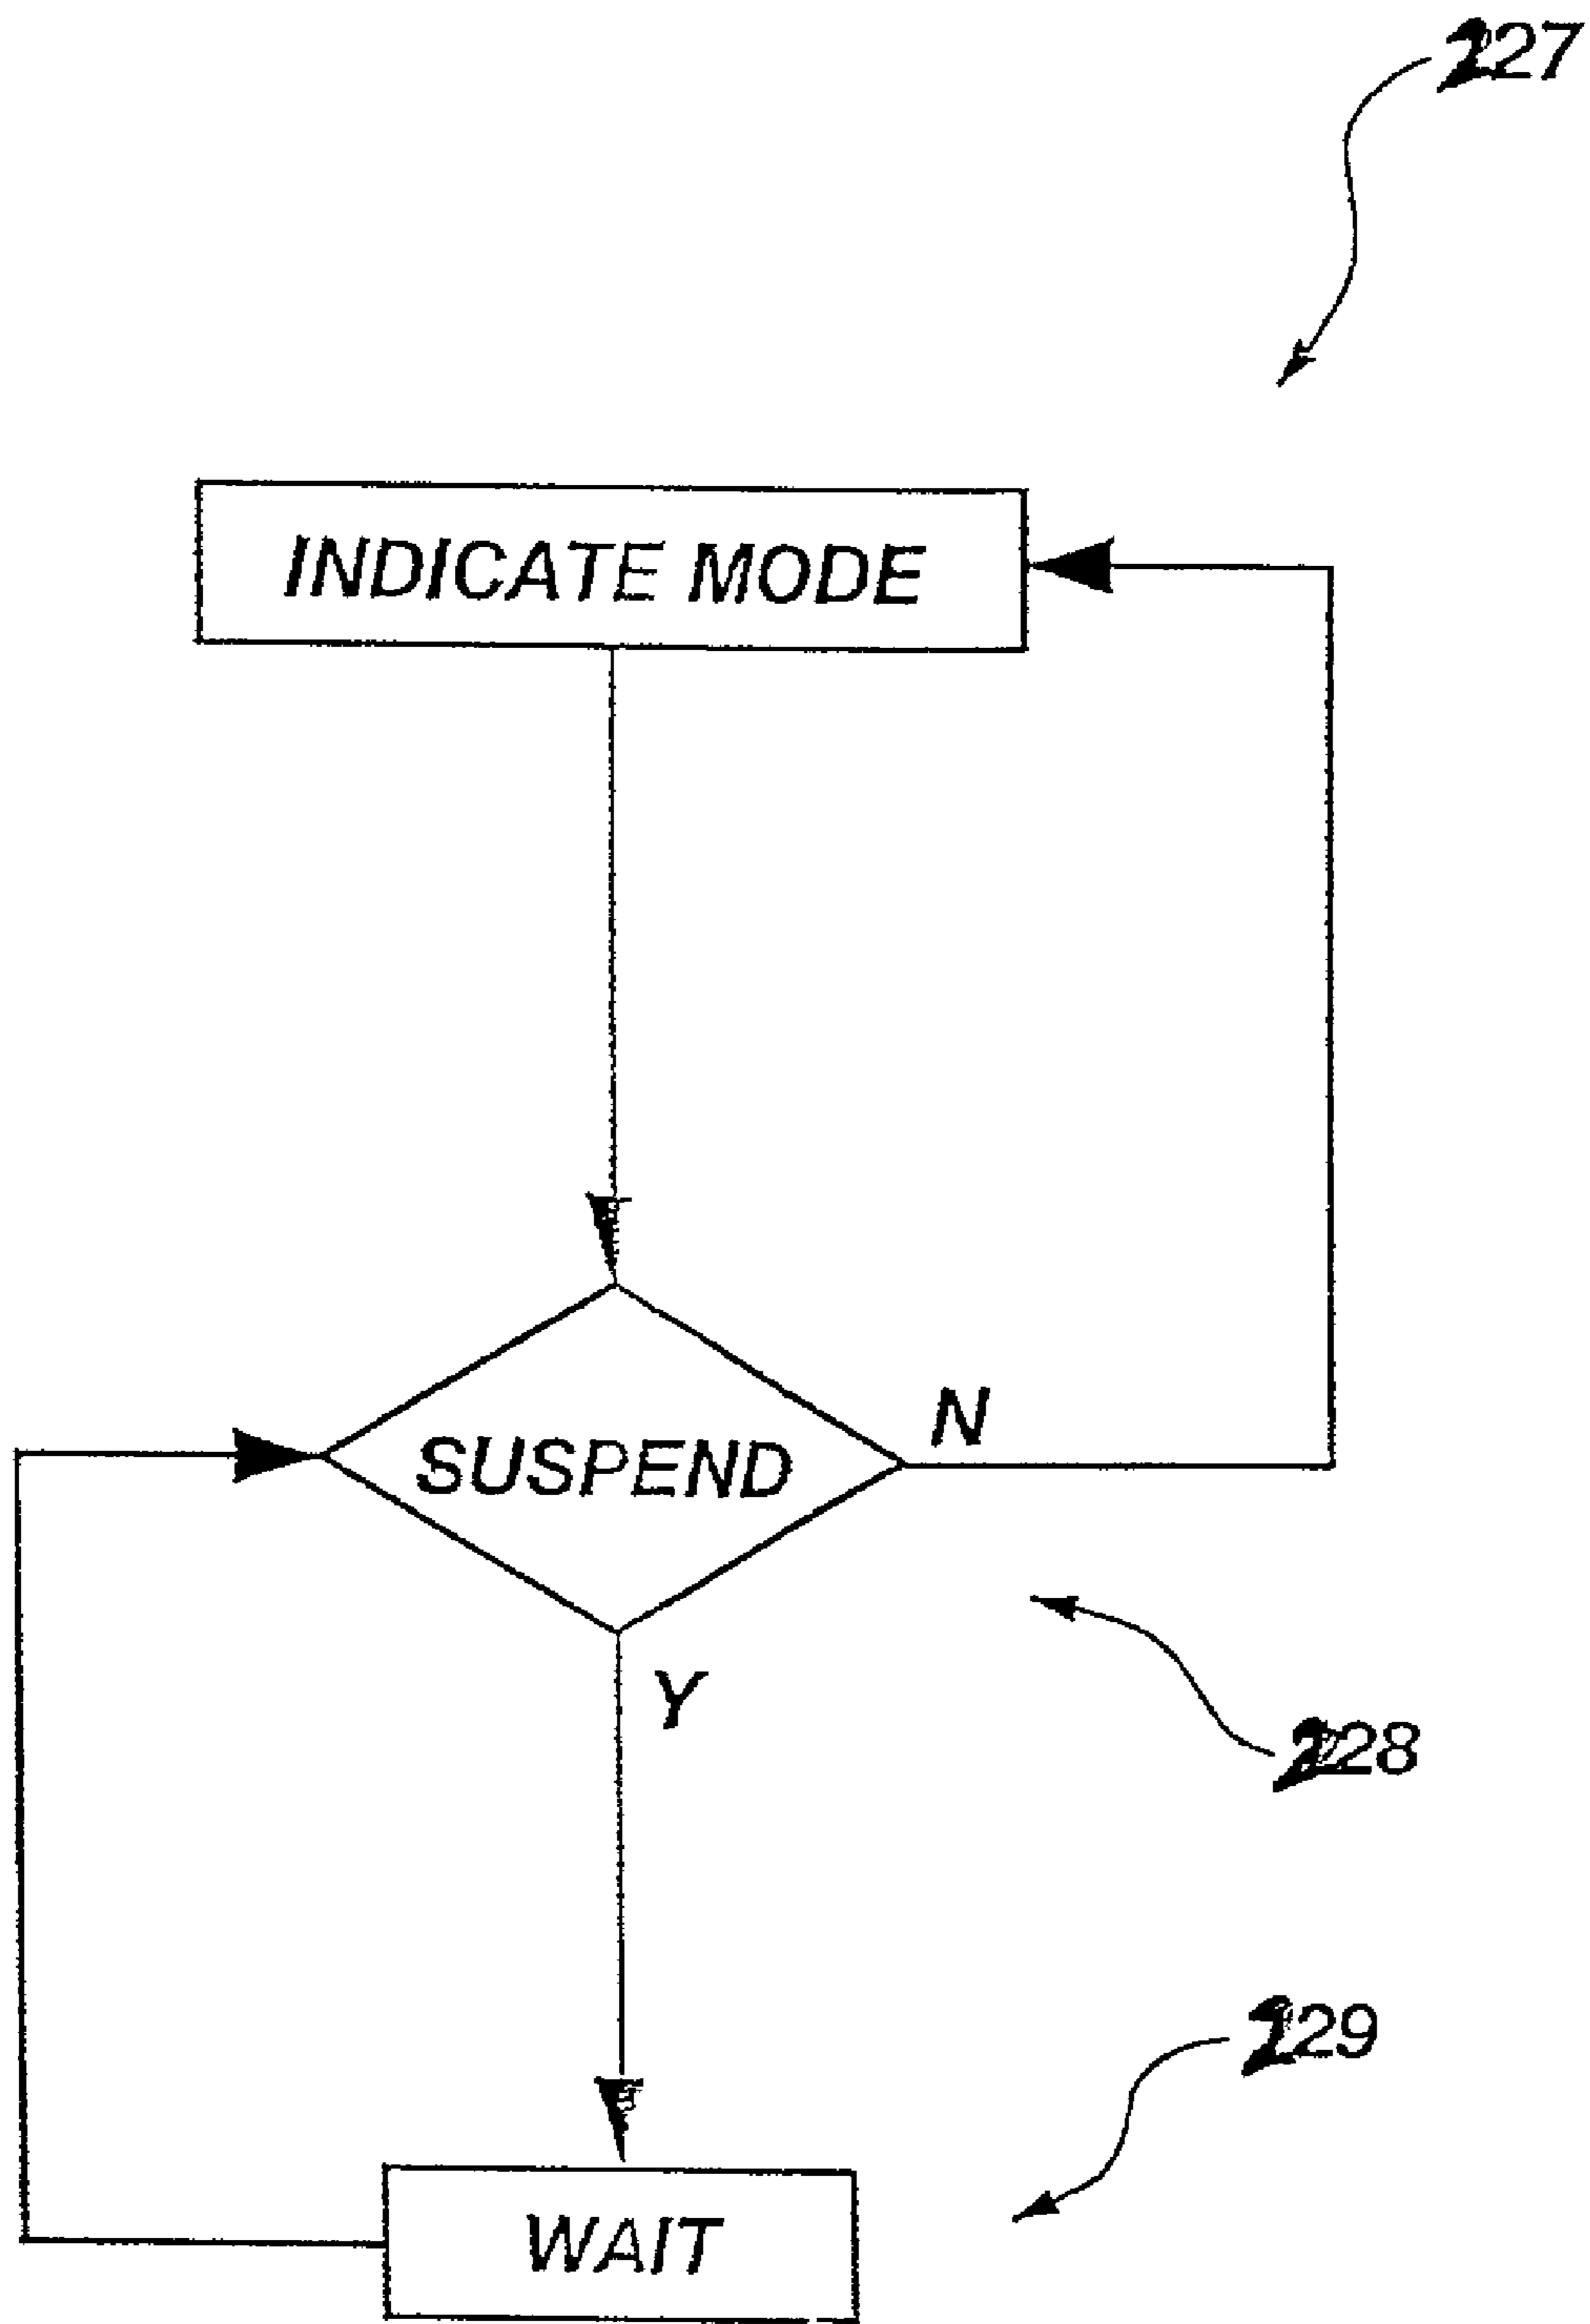 227
INDICATE MODE
N
SUSPEND
Y
228
229
WAIT